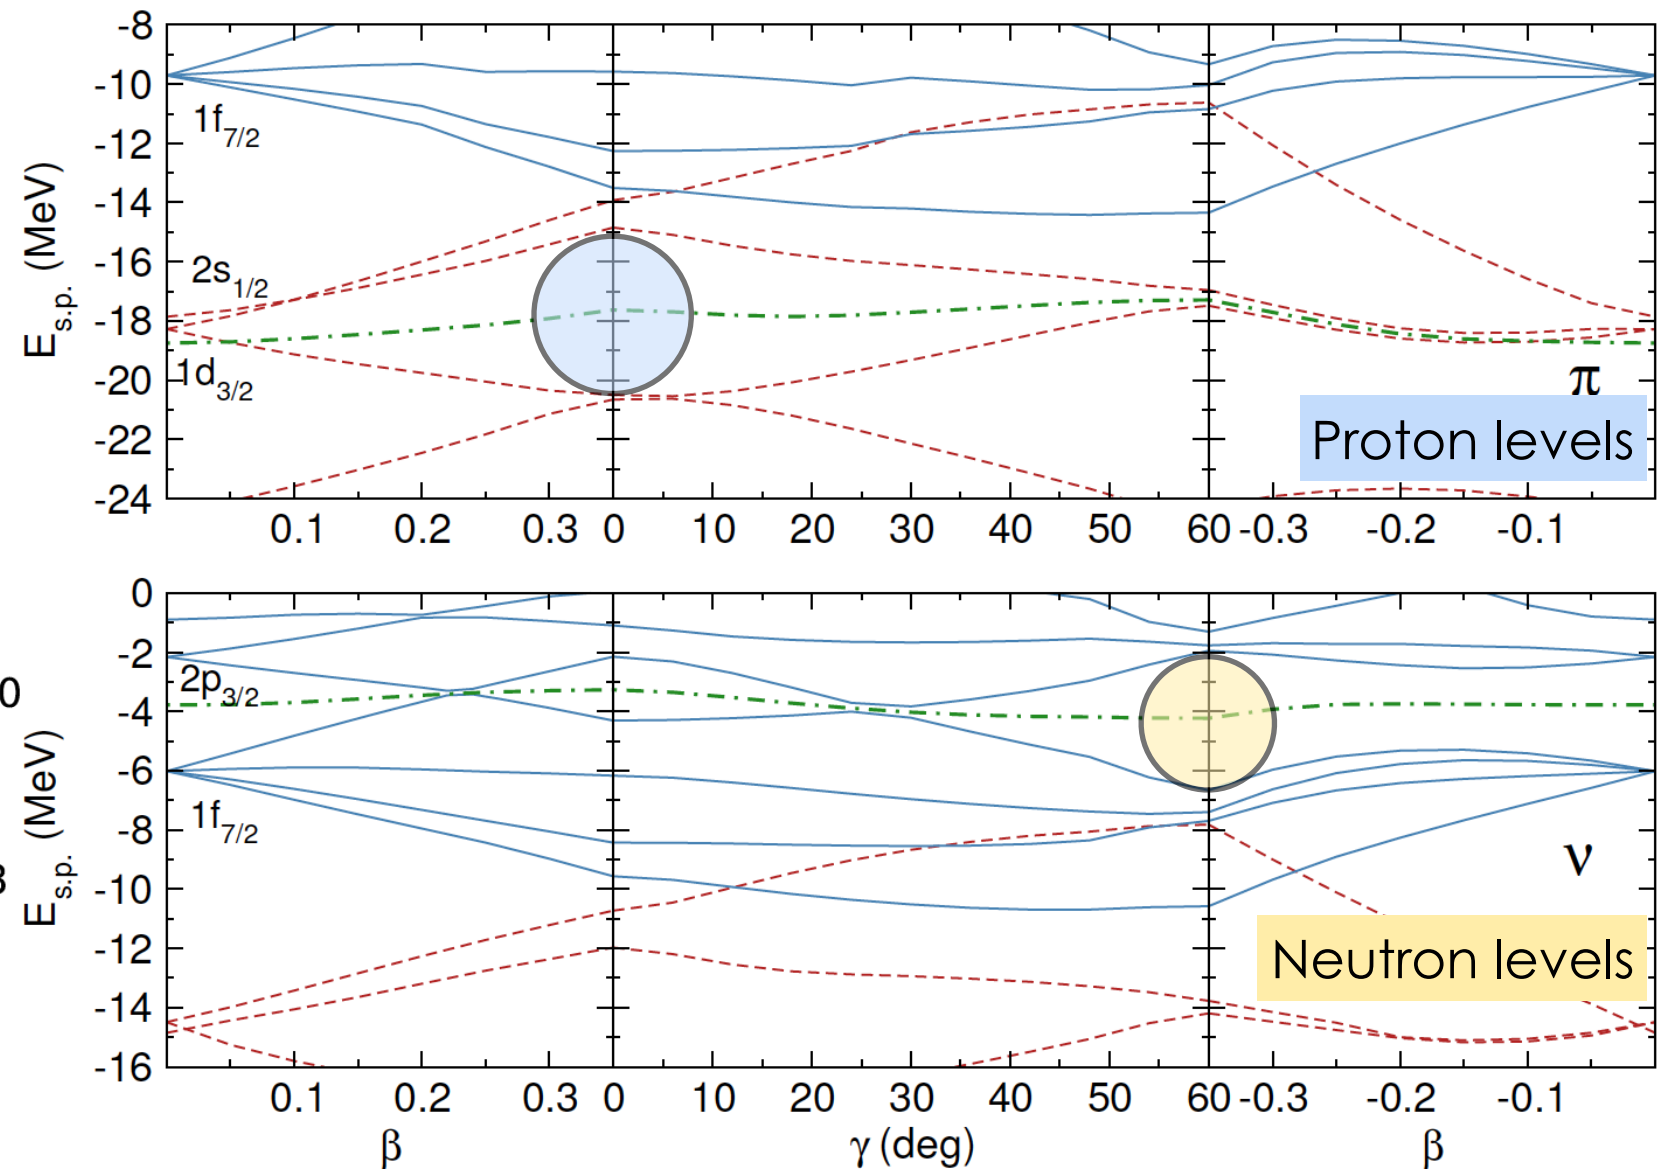 -8
-10
1f7/2
-12
-14
-16
2s1/2
-18
1d3/2
-20
-22
-24
Es.p. (MeV)
π
Proton levels
0.1 0.2 0.3 0 10 20 30 40 50 60 -0.3 -0.2 -0.1
0
-2
2p3/2
0
-4
-6
1f7/2
-8
-10
-12
-14
-16
Es.p. (MeV)
ν
Neutron levels
0.1 0.2 0.3 0 10 20 30 40 50 60 -0.3 -0.2 -0.1
β γ (deg) β